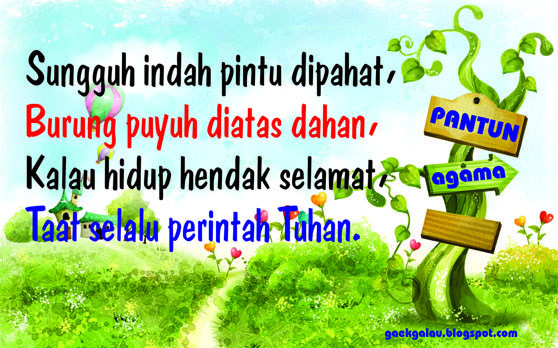 Sungguh indah pintu dipahat,
Burung puyuh diatas dahan,
Kalau hidup hendak selamat,
Taat selalu perintah Tuhan.
PANTUN
agama
gaekgalau.blogspot.com